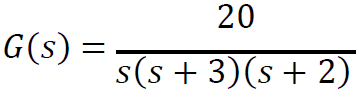 G(s) = 20 / s(s + 3)(s + 2)